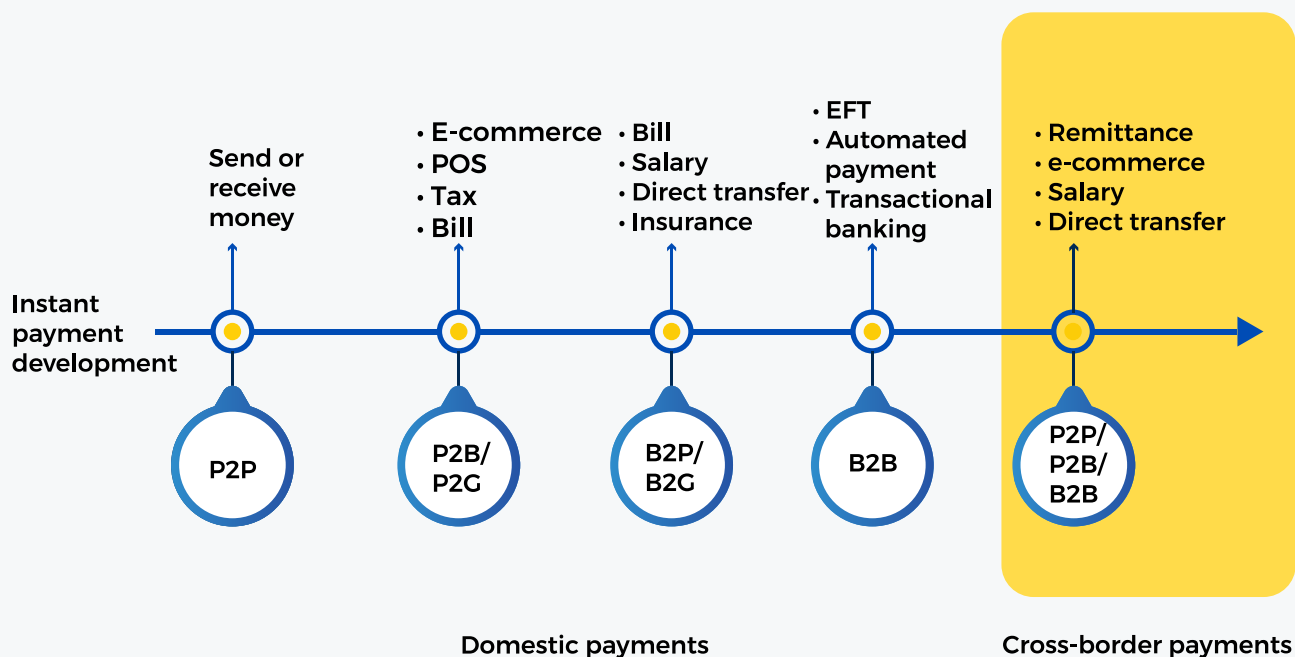 Send or
receive
money
• E-commerce
• POS
• Tax
• Bill
• Bill
• Salary
• Direct transfer
• Insurance
• EFT
• Automated
payment
• Transactional
banking
• Remittance
• e-commerce
• Salary
• Direct transfer
Instant
payment
development
P2P
P2B/
P2G
B2P/
B2G
B2B
P2P/
P2B/
B2B
Domestic payments
Cross-border payments